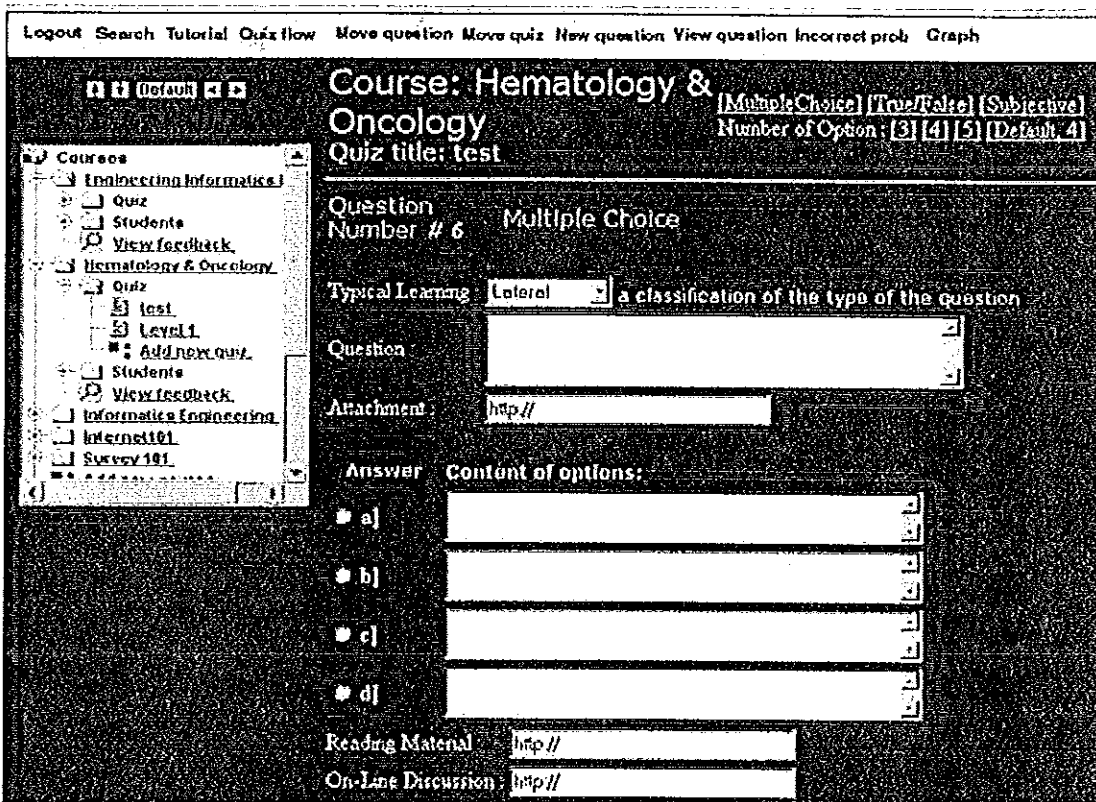 Logout Search Tutorial Quiz flow Move question Move quiz New question View question Incorrect prob Graph
Default
Courses
Engineering Informatics
Quiz
Students
View feedback
Hematology & Oncology
Quiz
test
Level 1
Add new quiz
Students
View feedback
Informatics Engineering
Internet101
Survey 101
Course: Hematology &
Oncology
Quiz title: test
[MultipleChoice] [True/False] [Subjective]
Number of Option : [3] [4] [5] [Default 4]
Question
Number # 6
Multiple Choice
Typical Learning Lateral a classification of the type of the question
Question
Attachment : http://
Answer Content of options:
a]
b]
c]
d]
Reading Material http://
On-Line Discussion : http://